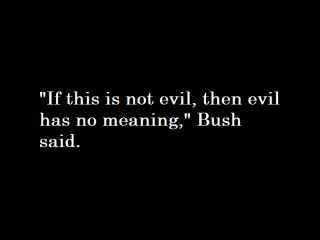 "If this is not evil, then evil
has no meaning," Bush
said.